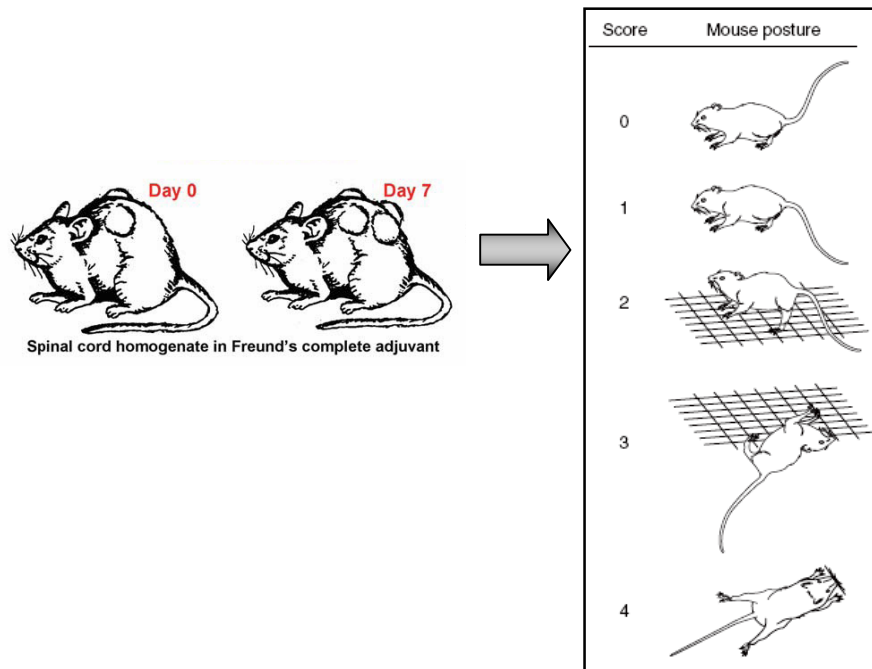 Day 0
Day 7
Spinal cord homogenate in Freund's complete adjuvant
Score Mouse posture
0
1
2
3
4